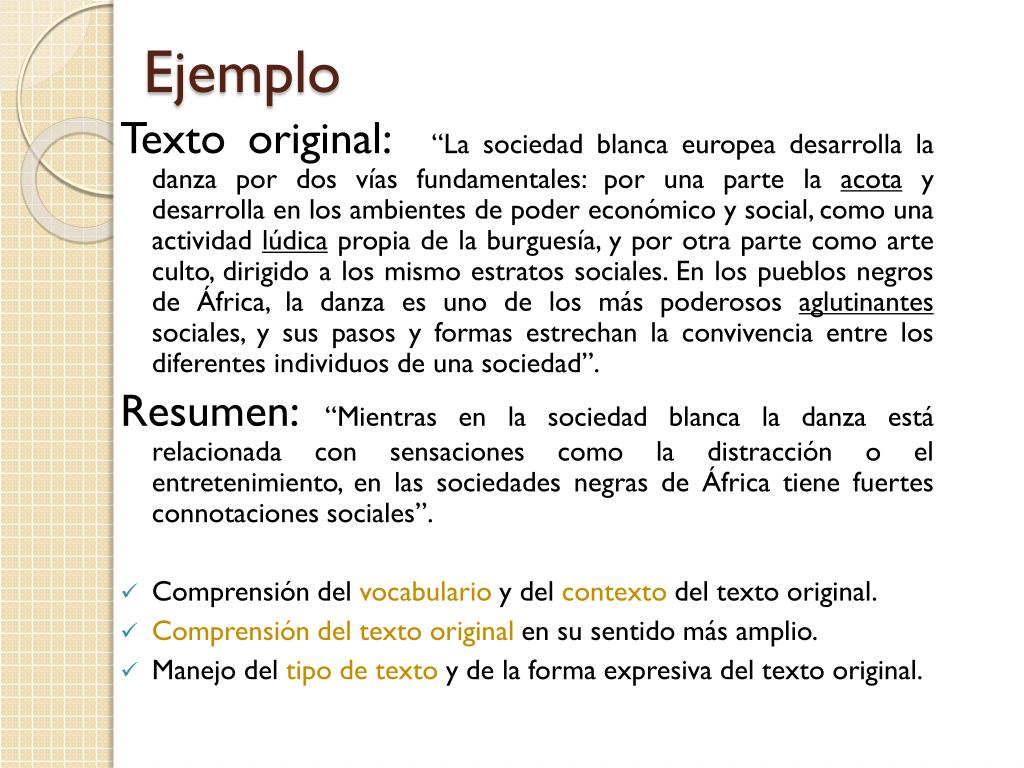 Ejemplo
Texto original: “La sociedad blanca europea desarrolla la
danza por dos vías fundamentales: por una parte la acota y
desarrolla en los ambientes de poder económico y social, como una
actividad lúdica propia de la burguesía, y por otra parte como arte
culto, dirigido a los mismo estratos sociales. En los pueblos negros
de África, la danza es uno de los más poderosos aglutinantes
sociales, y sus pasos y formas estrechan la convivencia entre los
diferentes individuos de una sociedad”.
Resumen: “Mientras en la sociedad blanca la danza está
relacionada con sensaciones como la distracción o el
entretenimiento, en las sociedades negras de África tiene fuertes
connotaciones sociales”.
✓ Comprensión del vocabulario y del contexto del texto original.
✓ Comprensión del texto original en su sentido más amplio.
✓ Manejo del tipo de texto y de la forma expresiva del texto original.